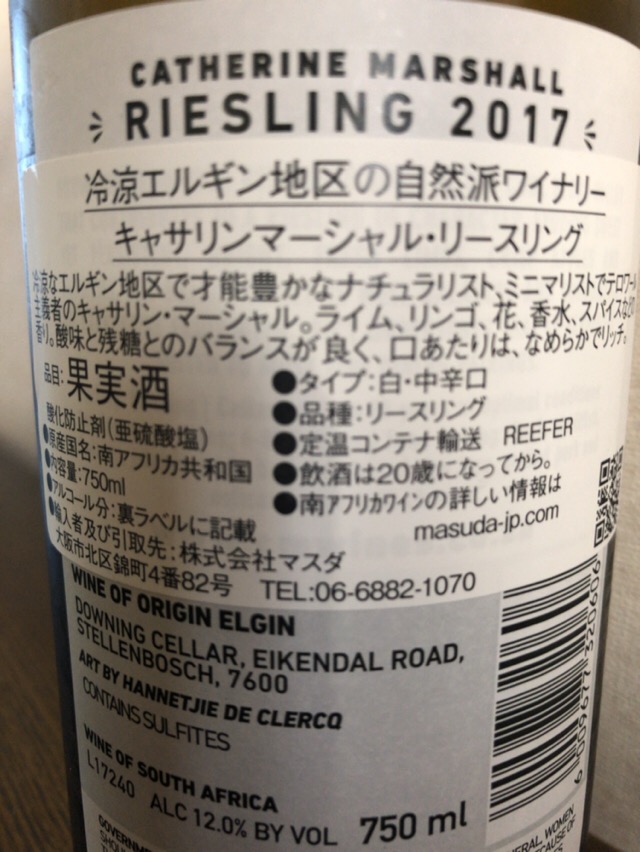 CATHERINE MARSHALL
RIESLING 2017
冷涼エルギン地区の自然派ワイナリー
キャサリンマーシャル・リースリング
冷涼なエルギン地区で才能豊かなナチュラリスト、ミニマリストでテロワール
主義者のキャサリン・マーシャル。ライム、リンゴ、花、香水、スパイスなどの
香り。酸味と残糖とのバランスが良く、口あたりは、なめらかでリッチ。
品目:果実酒
酸化防止剤(亜硫酸塩)
●原産国名:南アフリカ共和国
●内容量:750ml
●アルコール分:裏ラベルに記載
●輸入者及び引取先:株式会社マスダ
大阪市北区錦町4番82号 TEL:06-6882-1070
●タイプ:白・中辛口
●品種:リースリング
●定温コンテナ輸送 REEFER
●飲酒は20歳になってから。
●南アフリカワインの詳しい情報は
masuda-jp.com
WINE OF ORIGIN ELGIN
DOWNING CELLAR, EIKENDAL ROAD,
STELLENBOSCH, 7600
ART BY HANNETJIE DE CLERCQ
CONTAINS SULFITES
WINE OF SOUTH AFRICA
L17240 ALC 12.0% BY VOL 750 ml
6 009677 320606
WOMEN
BECAUSE OF